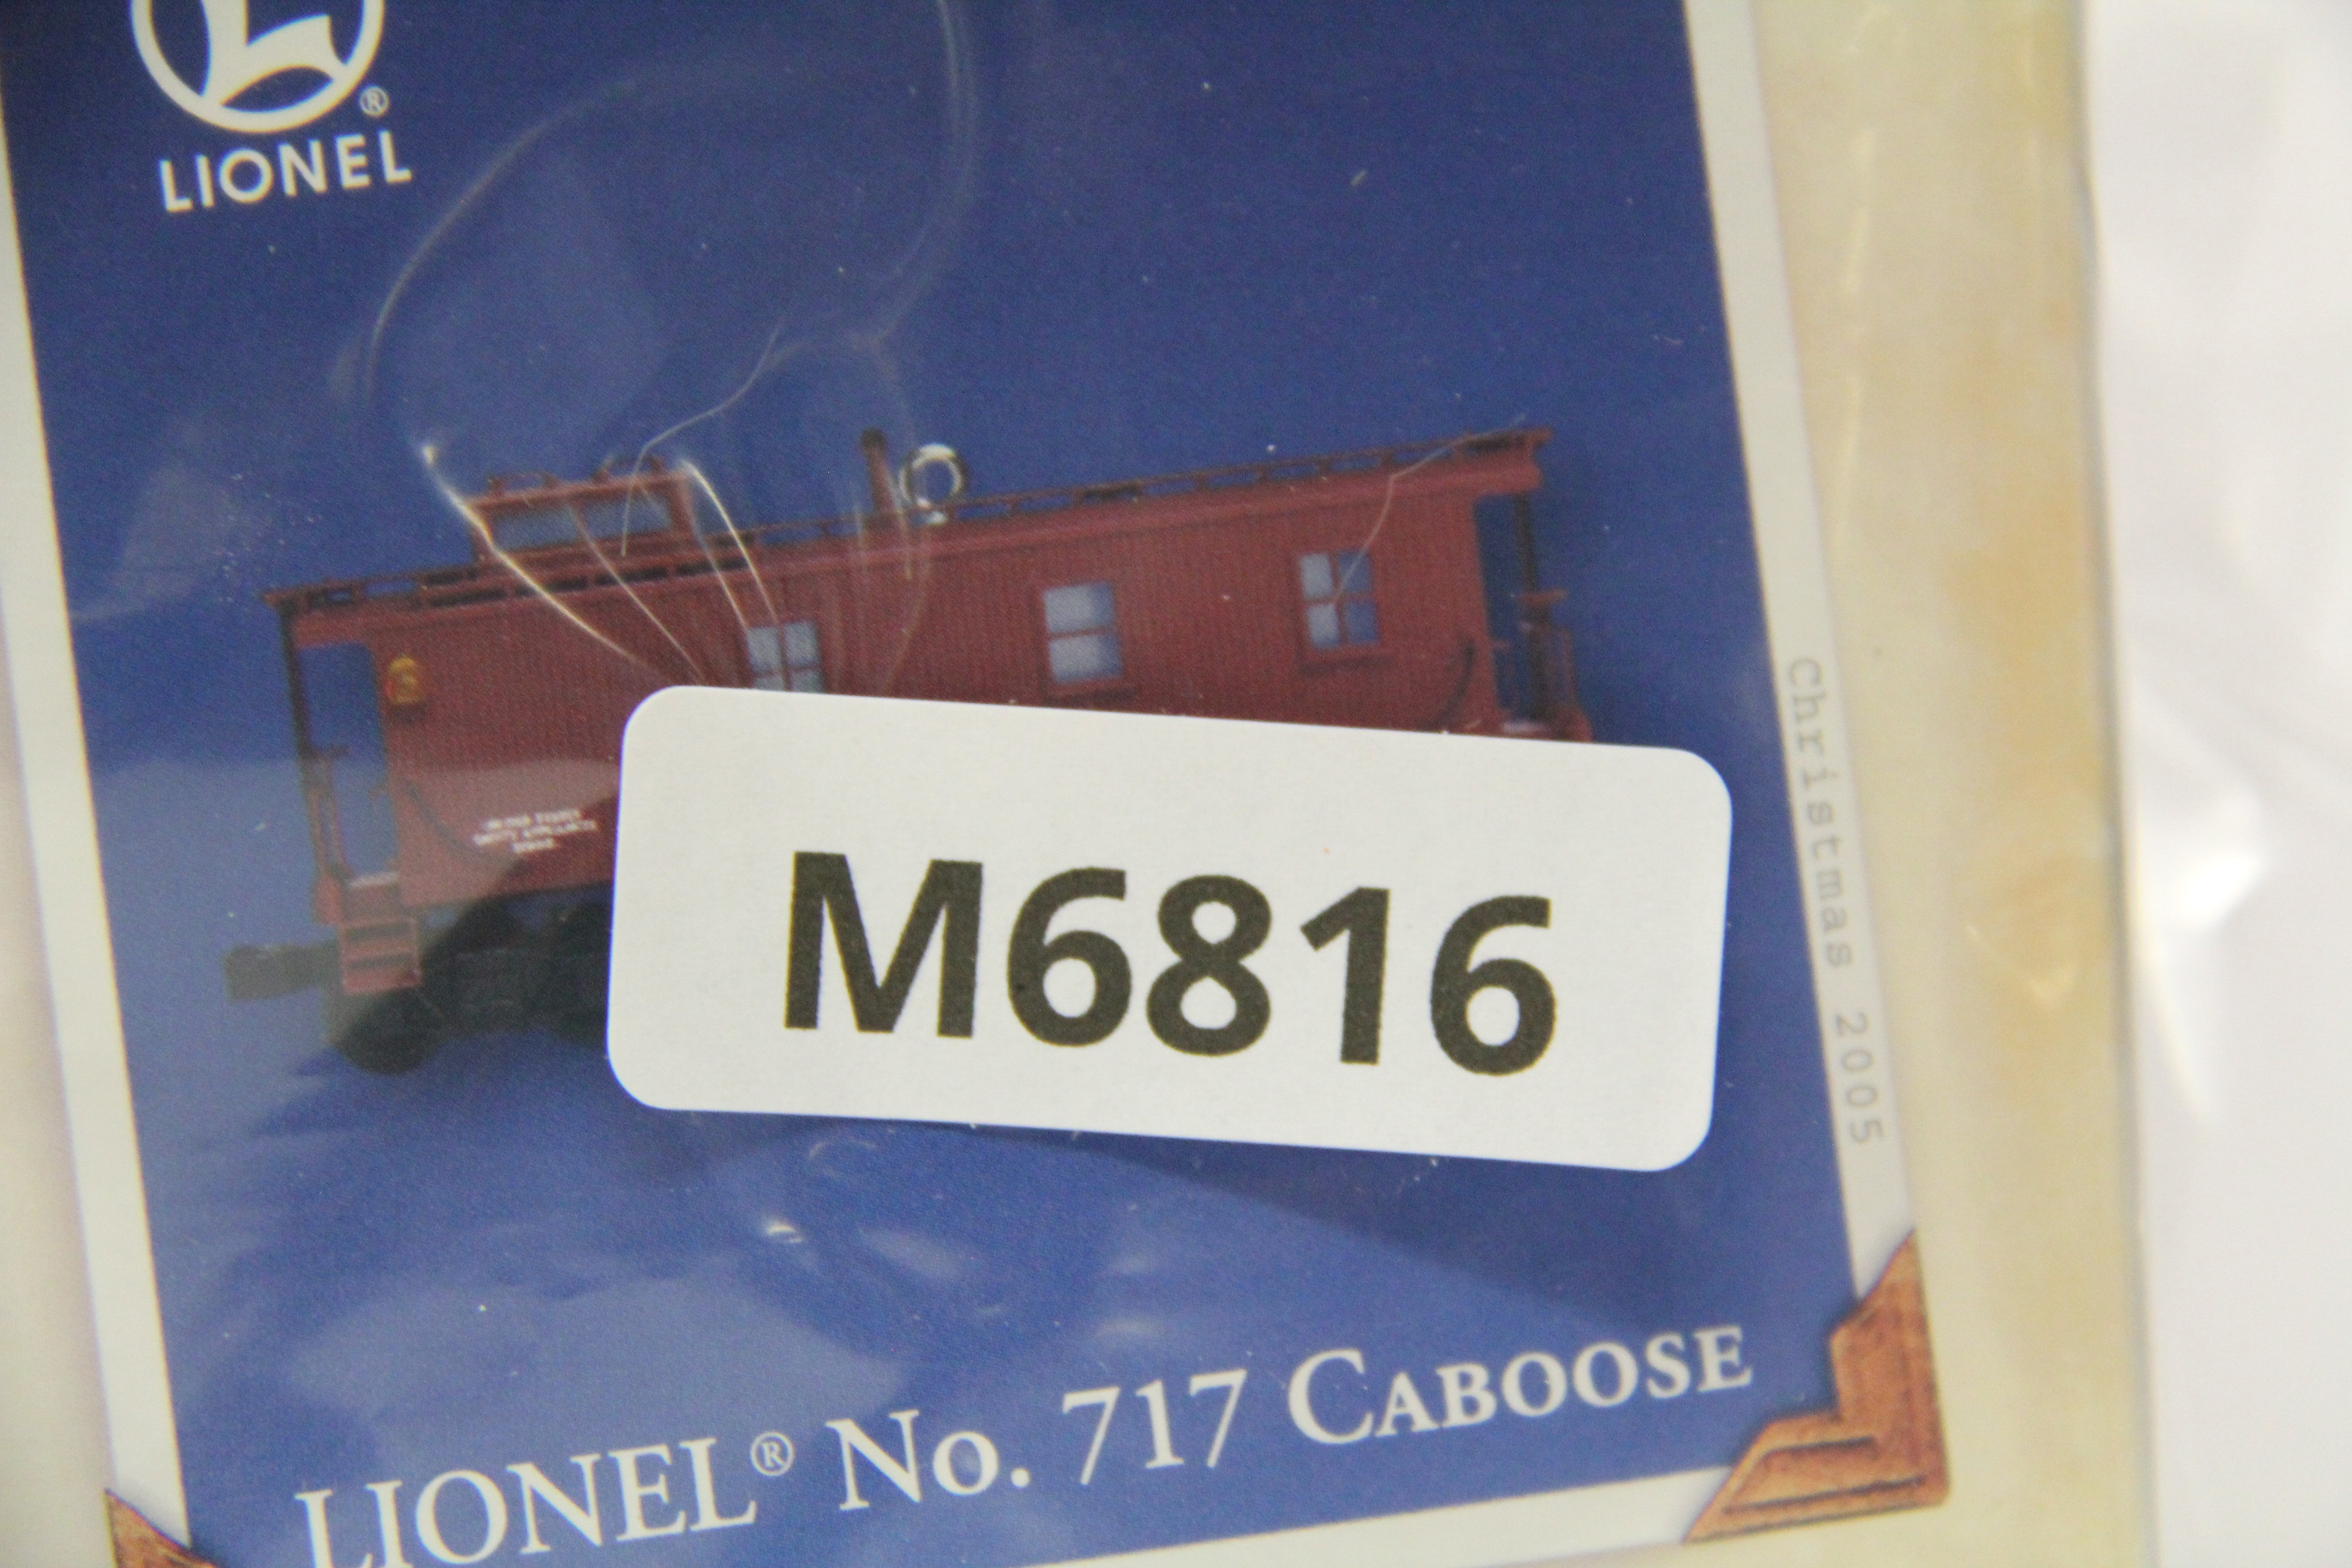 ®
LIONEL
M6816
Christmas 2005
LIONEL® No. 717 CABOOSE